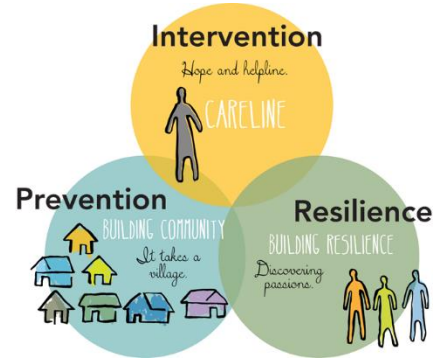 Intervention
Hope and helpline.
CARELINE
Prevention
BUILDING COMMUNITY
It takes a
village.
Resilience
BUILDING RESILIENCE
Discovering
passions.